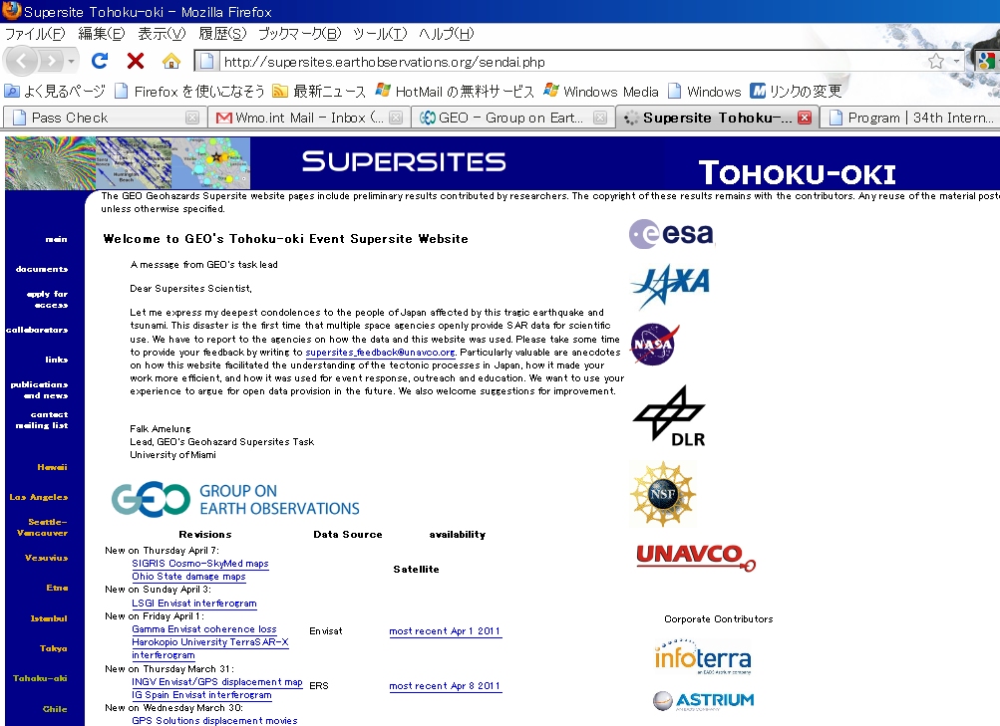 Supersite Tohoku-oki - Mozilla Firefox
ファイル(F) 編集(E) 表示(V) 履歴(S) ブックマーク(B) ツール(T) ヘルプ(H)
http://supersites.earthobservations.org/sendai.php
よく見るページ Firefox を使いこなそう 最新ニュース HotMail の無料サービス Windows Media Windows リンクの変更
Pass Check Wmo.int Mail - Inbox (... GEO - Group on Eart... Supersite Tohoku-... Program | 34th Intern...
SUPERSITES
TOHOKU-OKI
The GEO Geohazards Supersite website pages include preliminary results contributed by researchers. The copyright of these results remains with the contributors. Any reuse of the material
unless otherwise specified.
main
documents
apply for
access
collaborators
links
publications
and news
contact
mailing list
Hawaii
Los Angeles
Seattle-
Vancouver
Vesuvius
Etna
Istanbul
Tokyo
Tohoku-oki
Chile
Welcome to GEO's Tohoku-oki Event Supersite Website
A message from GEO's task lead
Dear Supersites Scientist,
Let me express my deepest condolences to the people of Japan affected by this tragic earthquake and
tsunami. This disaster is the first time that multiple space agencies openly provide SAR data for scientific
use. We have to report to the agencies on how the data and this website was used. Please take some time
to provide your feedback by writing to supersites_feedback@unavco.org. Particularly valuable are anecdotes
on how this website facilitated the understanding of the tectonic processes in Japan, how it made your
work more efficient, and how it was used for event response, outreach and education. We want to use your
experience to argue for open data provision in the future. We also welcome suggestions for improvement.
Falk Amelung
Lead, GEO's Geohazard Supersites Task
University of Miami
GEO GROUP ON
EARTH OBSERVATIONS
Revisions Data Source availability
New on Thursday April 7:
SIGRIS Cosmo-SkyMed maps
Satellite
Ohio State damage maps
New on Sunday April 3:
LSGI Envisat interferogram
New on Friday April 1:
Gamma Envisat coherence loss
Envisat most recent Apr 1 2011
Harokopio University TerraSAR-X
interferogram
New on Thursday March 31:
INGV Envisat/GPS displacement map
ERS most recent Apr 8 2011
IG Spain Envisat interferogram
New on Wednesday March 30:
GPS Solutions displacement movies
esa
JAXA
NASA
DLR
NSF
UNAVCO
Corporate Contributors
infoterra
an EADS Astrium company
ASTRIUM